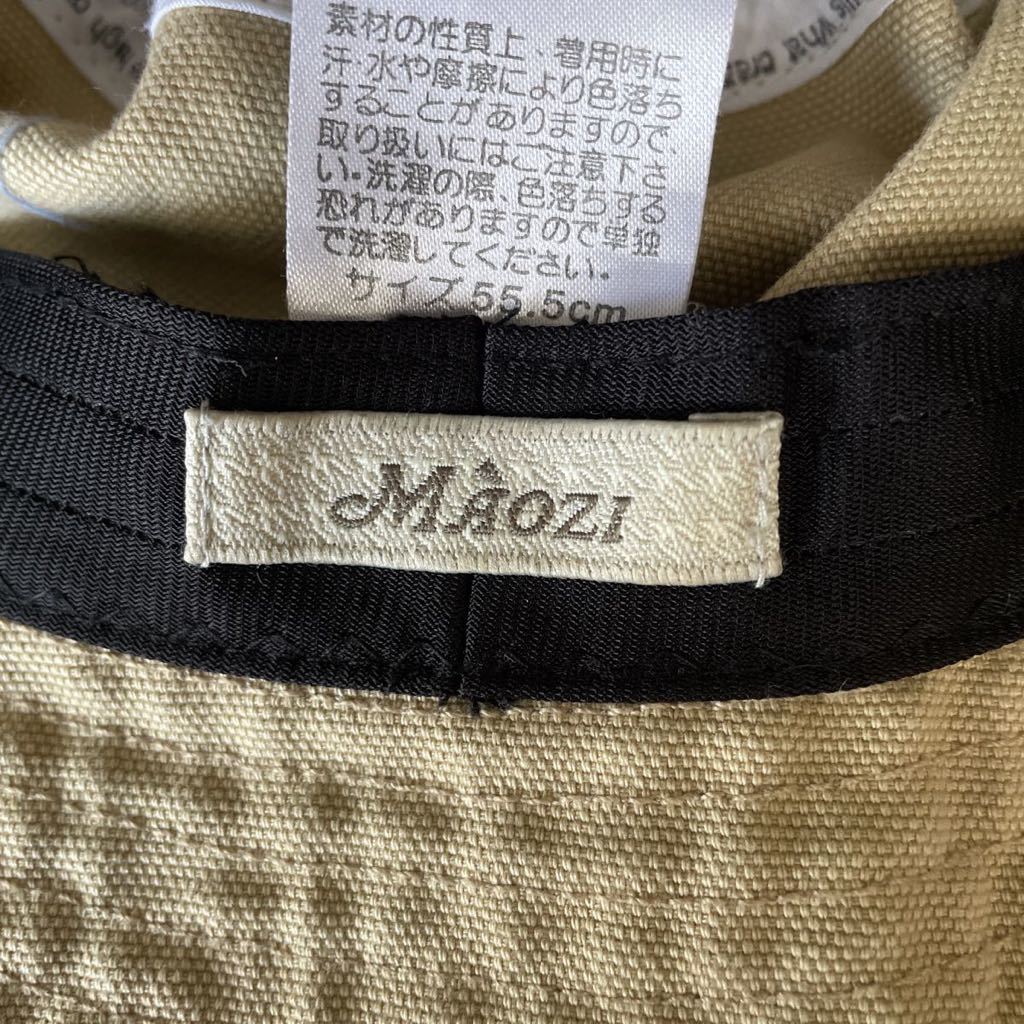 素材の性質上、着用時に
汗・水や摩擦により色落ち
することがありますので、
取り扱いにはご注意下さ
い。洗濯の際、色落ちする
恐れがありますので単独
で洗濯してください。
サイズ 55.5cm
MAOZI